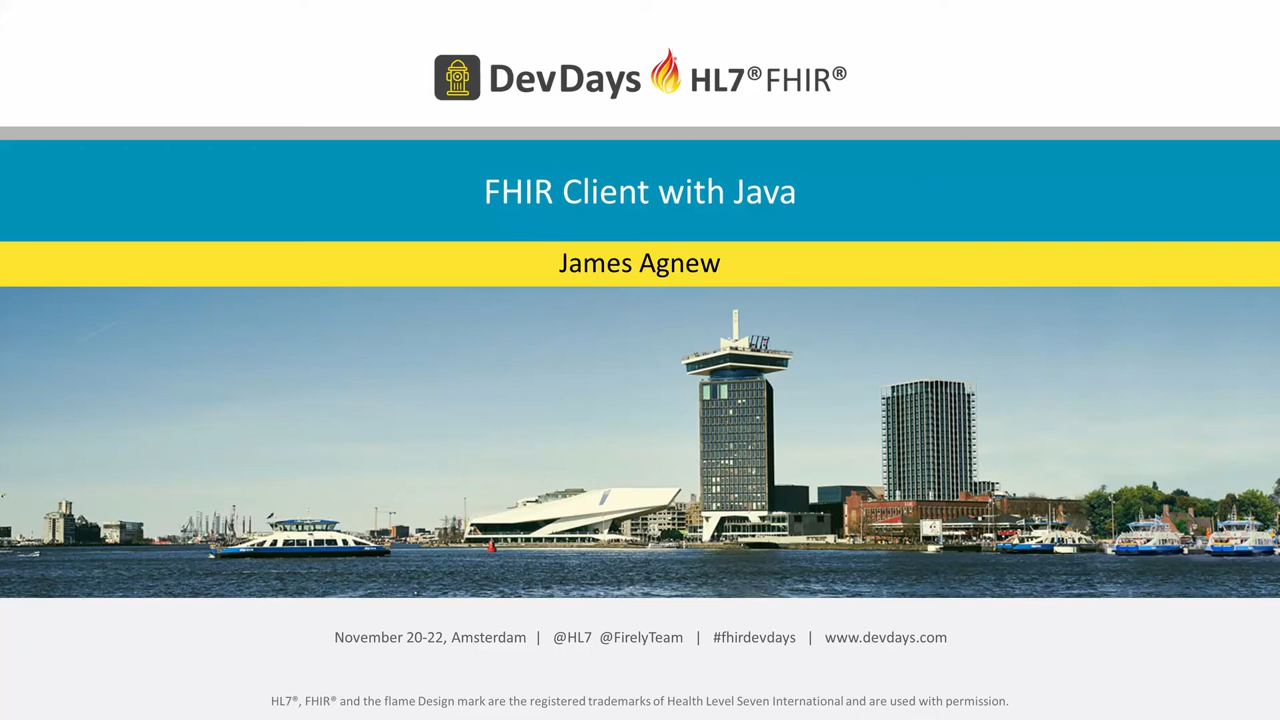 DevDays HL7® FHIR®
FHIR Client with Java
James Agnew
November 20-22, Amsterdam | @HL7 @FirelyTeam | #fhirdevdays | www.devdays.com
HL7®, FHIR® and the flame Design mark are the registered trademarks of Health Level Seven International and are used with permission.